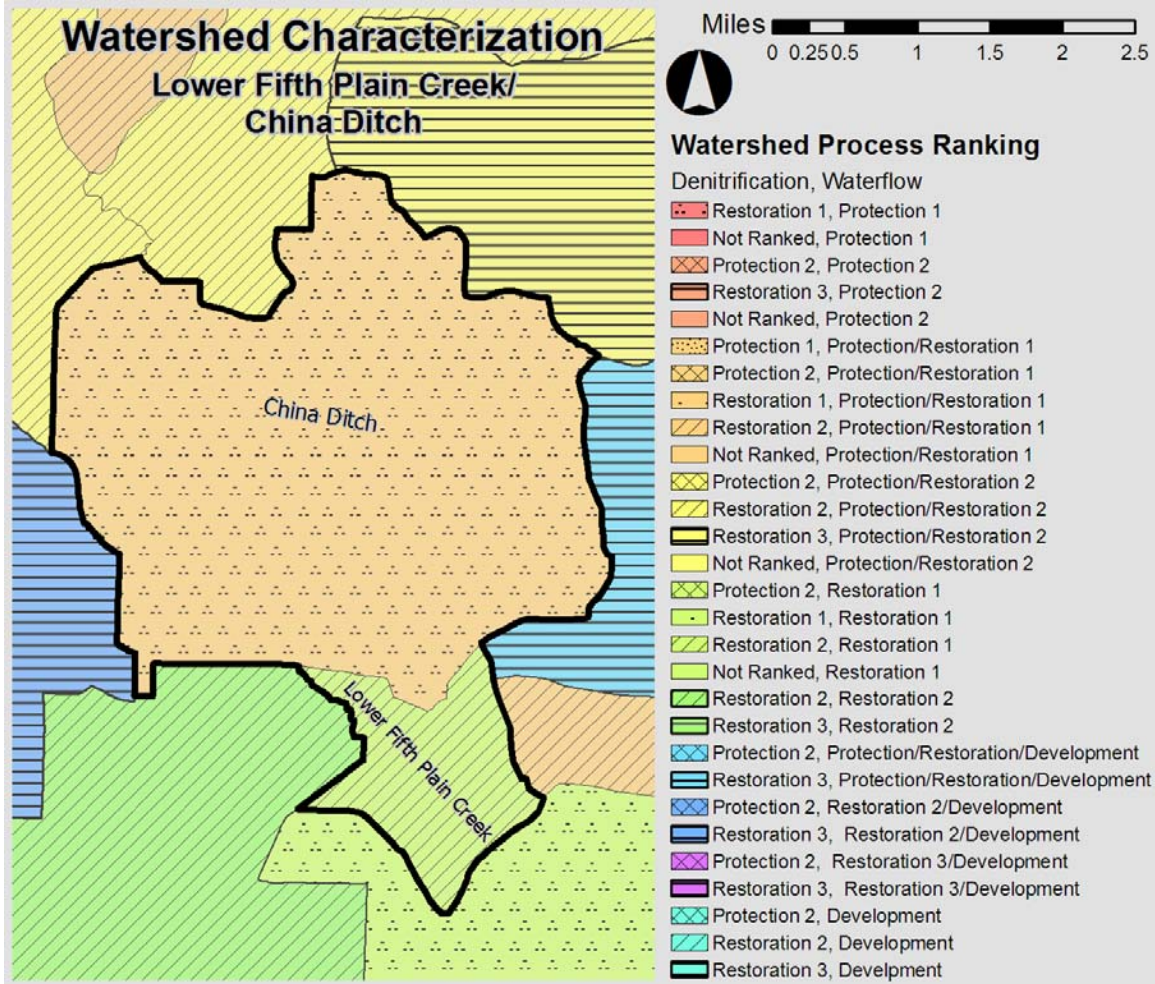 Watershed Characterization
Lower Fifth Plain Creek/
China Ditch
China Ditch
Lower Fifth Plain Creek
Miles
0 0.25 0.5 1 1.5 2 2.5
Watershed Process Ranking
Denitrification, Waterflow
Restoration 1, Protection 1
Not Ranked, Protection 1
Protection 2, Protection 2
Restoration 3, Protection 2
Not Ranked, Protection 2
Protection 1, Protection/Restoration 1
Protection 2, Protection/Restoration 1
Restoration 1, Protection/Restoration 1
Restoration 2, Protection/Restoration 1
Not Ranked, Protection/Restoration 1
Protection 2, Protection/Restoration 2
Restoration 2, Protection/Restoration 2
Restoration 3, Protection/Restoration 2
Not Ranked, Protection/Restoration 2
Protection 2, Restoration 1
Restoration 1, Restoration 1
Restoration 2, Restoration 1
Not Ranked, Restoration 1
Restoration 2, Restoration 2
Restoration 3, Restoration 2
Protection 2, Protection/Restoration/Development
Restoration 3, Protection/Restoration/Development
Protection 2, Restoration 2/Development
Restoration 3, Restoration 2/Development
Protection 2, Restoration 3/Development
Restoration 3, Restoration 3/Development
Protection 2, Development
Restoration 2, Development
Restoration 3, Develpment